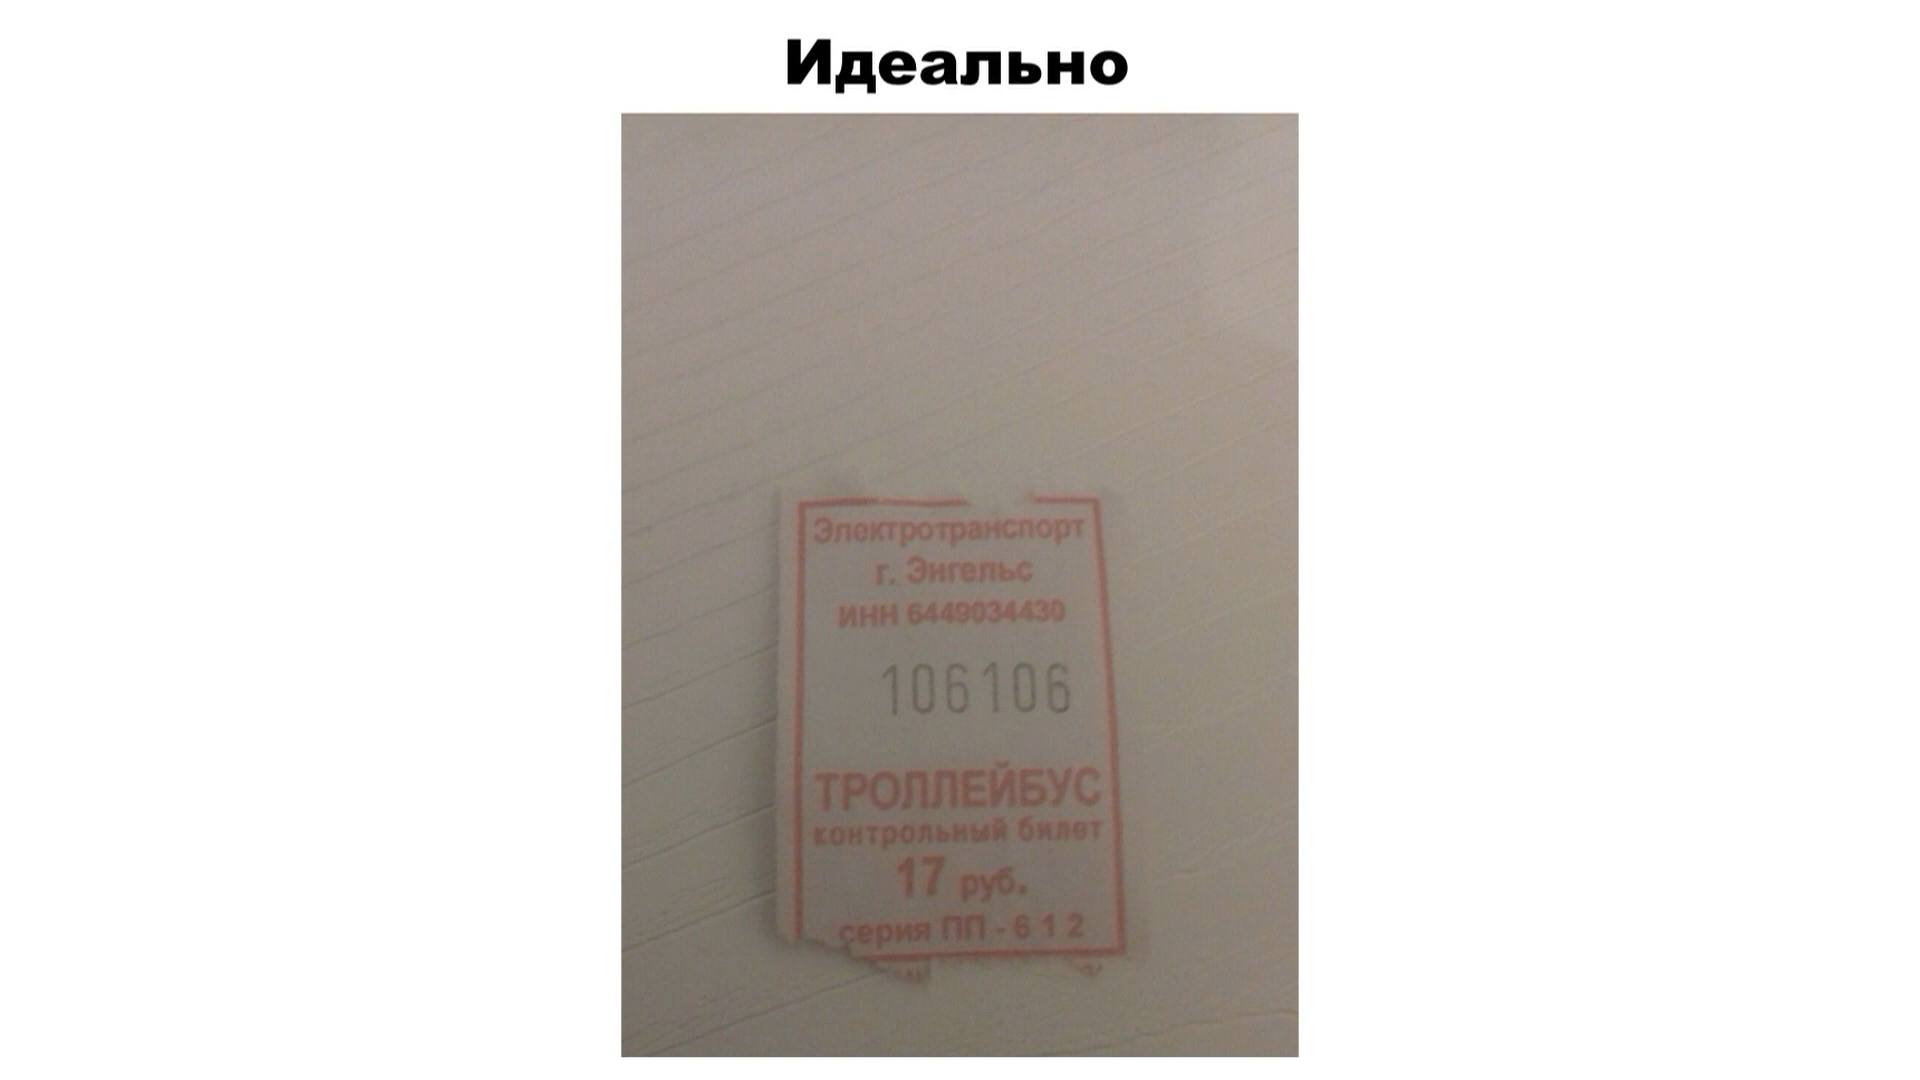 Идеально
Электротранспорт
г. Энгельс
ИНН 6449034430
106106
ТРОЛЛЕЙБУС
контрольный билет
17 руб.
серия ПП - 6 1 2